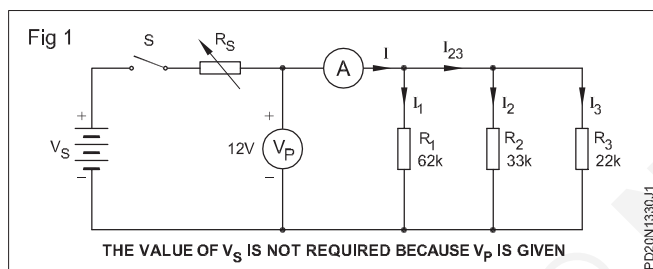 Fig 1
S
R_S
A
I
I_23
I_1
I_2
I_3
+
V_S
-
12V
+
V_P
-
R_1
62k
R_2
33k
R_3
22k
THE VALUE OF V_S IS NOT REQUIRED BECAUSE V_P IS GIVEN
PD20N1330J1